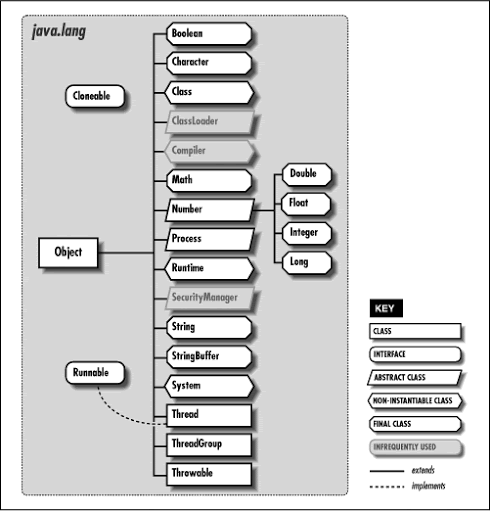 java.lang
Boolean
Character
Cloneable
Class
ClassLoader
Compiler
Math
Number
Double
Float
Integer
Long
Process
Object
Runtime
SecurityManager
String
StringBuffer
Runnable
System
Thread
ThreadGroup
Throwable
KEY
CLASS
INTERFACE
ABSTRACT CLASS
NON-INSTANTIABLE CLASS
FINAL CLASS
INFREQUENTLY USED
extends
implements